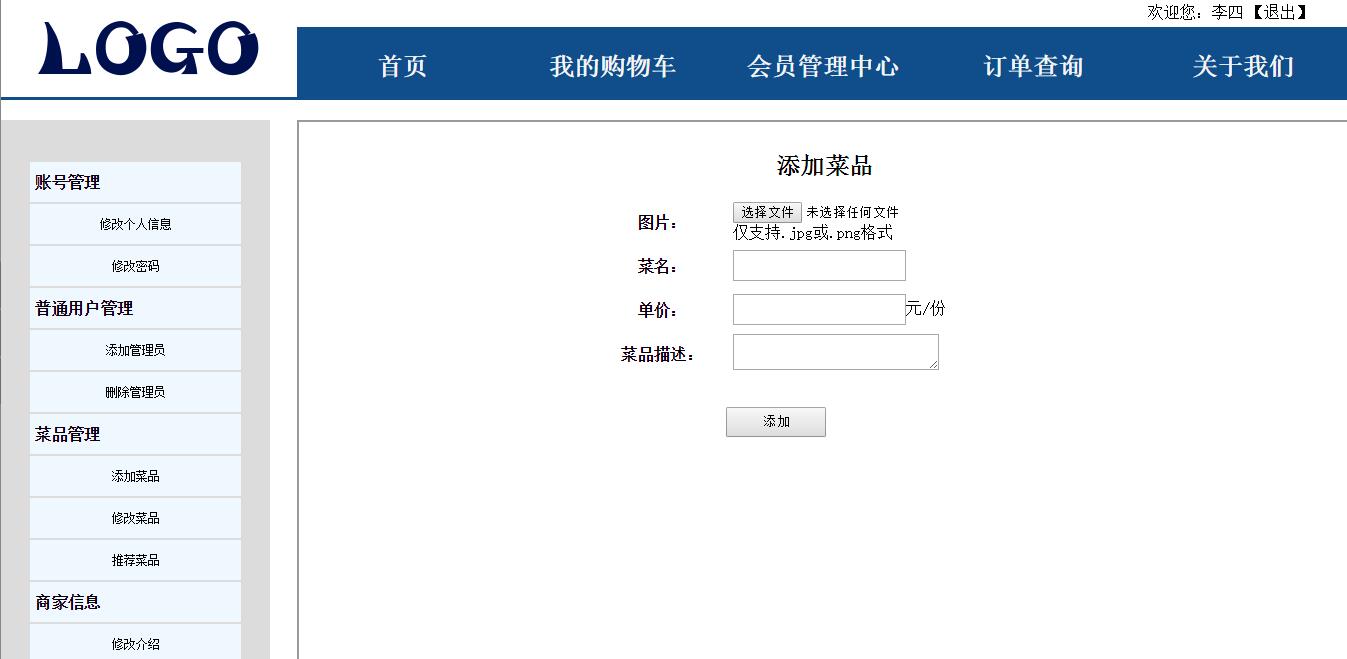 欢迎您：李四 【退出】
LOGO
首页 我的购物车 会员管理中心 订单查询 关于我们
账号管理
修改个人信息
修改密码
普通用户管理
添加管理员
删除管理员
菜品管理
添加菜品
修改菜品
推荐菜品
商家信息
修改介绍
添加菜品
图片： 选择文件 未选择任何文件
仅支持.jpg或.png格式
菜名：
单价： 元/份
菜品描述：
添加